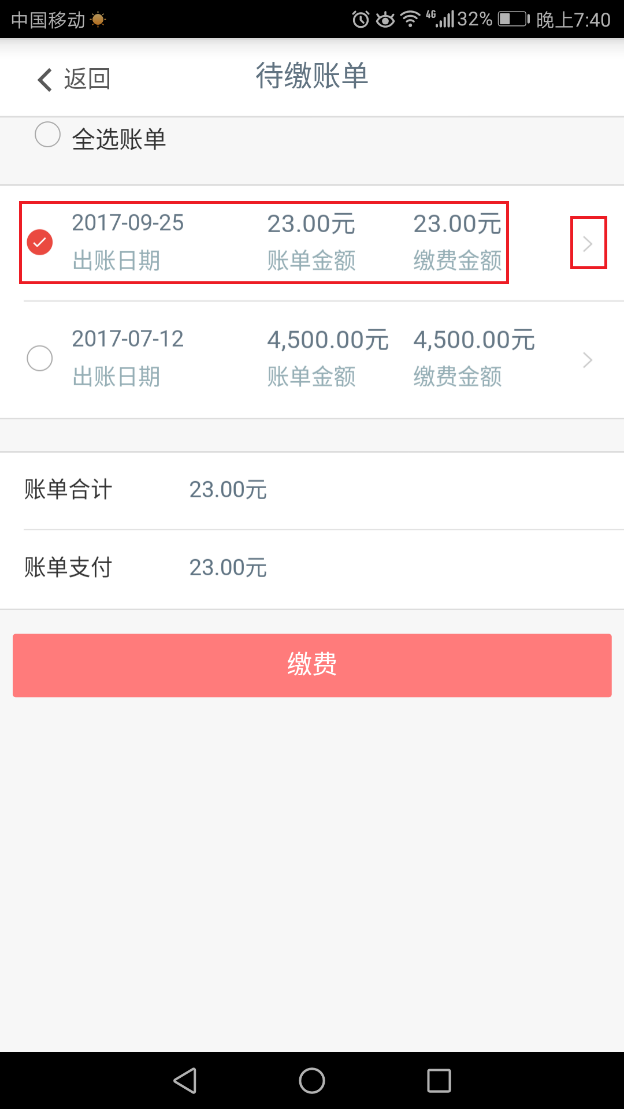 中国移动 4G 32% 晚上7:40
返回 待缴账单
全选账单
2017-09-25 23.00元 23.00元
出账日期 账单金额 缴费金额
2017-07-12 4,500.00元 4,500.00元
出账日期 账单金额 缴费金额
账单合计 23.00元
账单支付 23.00元
缴费